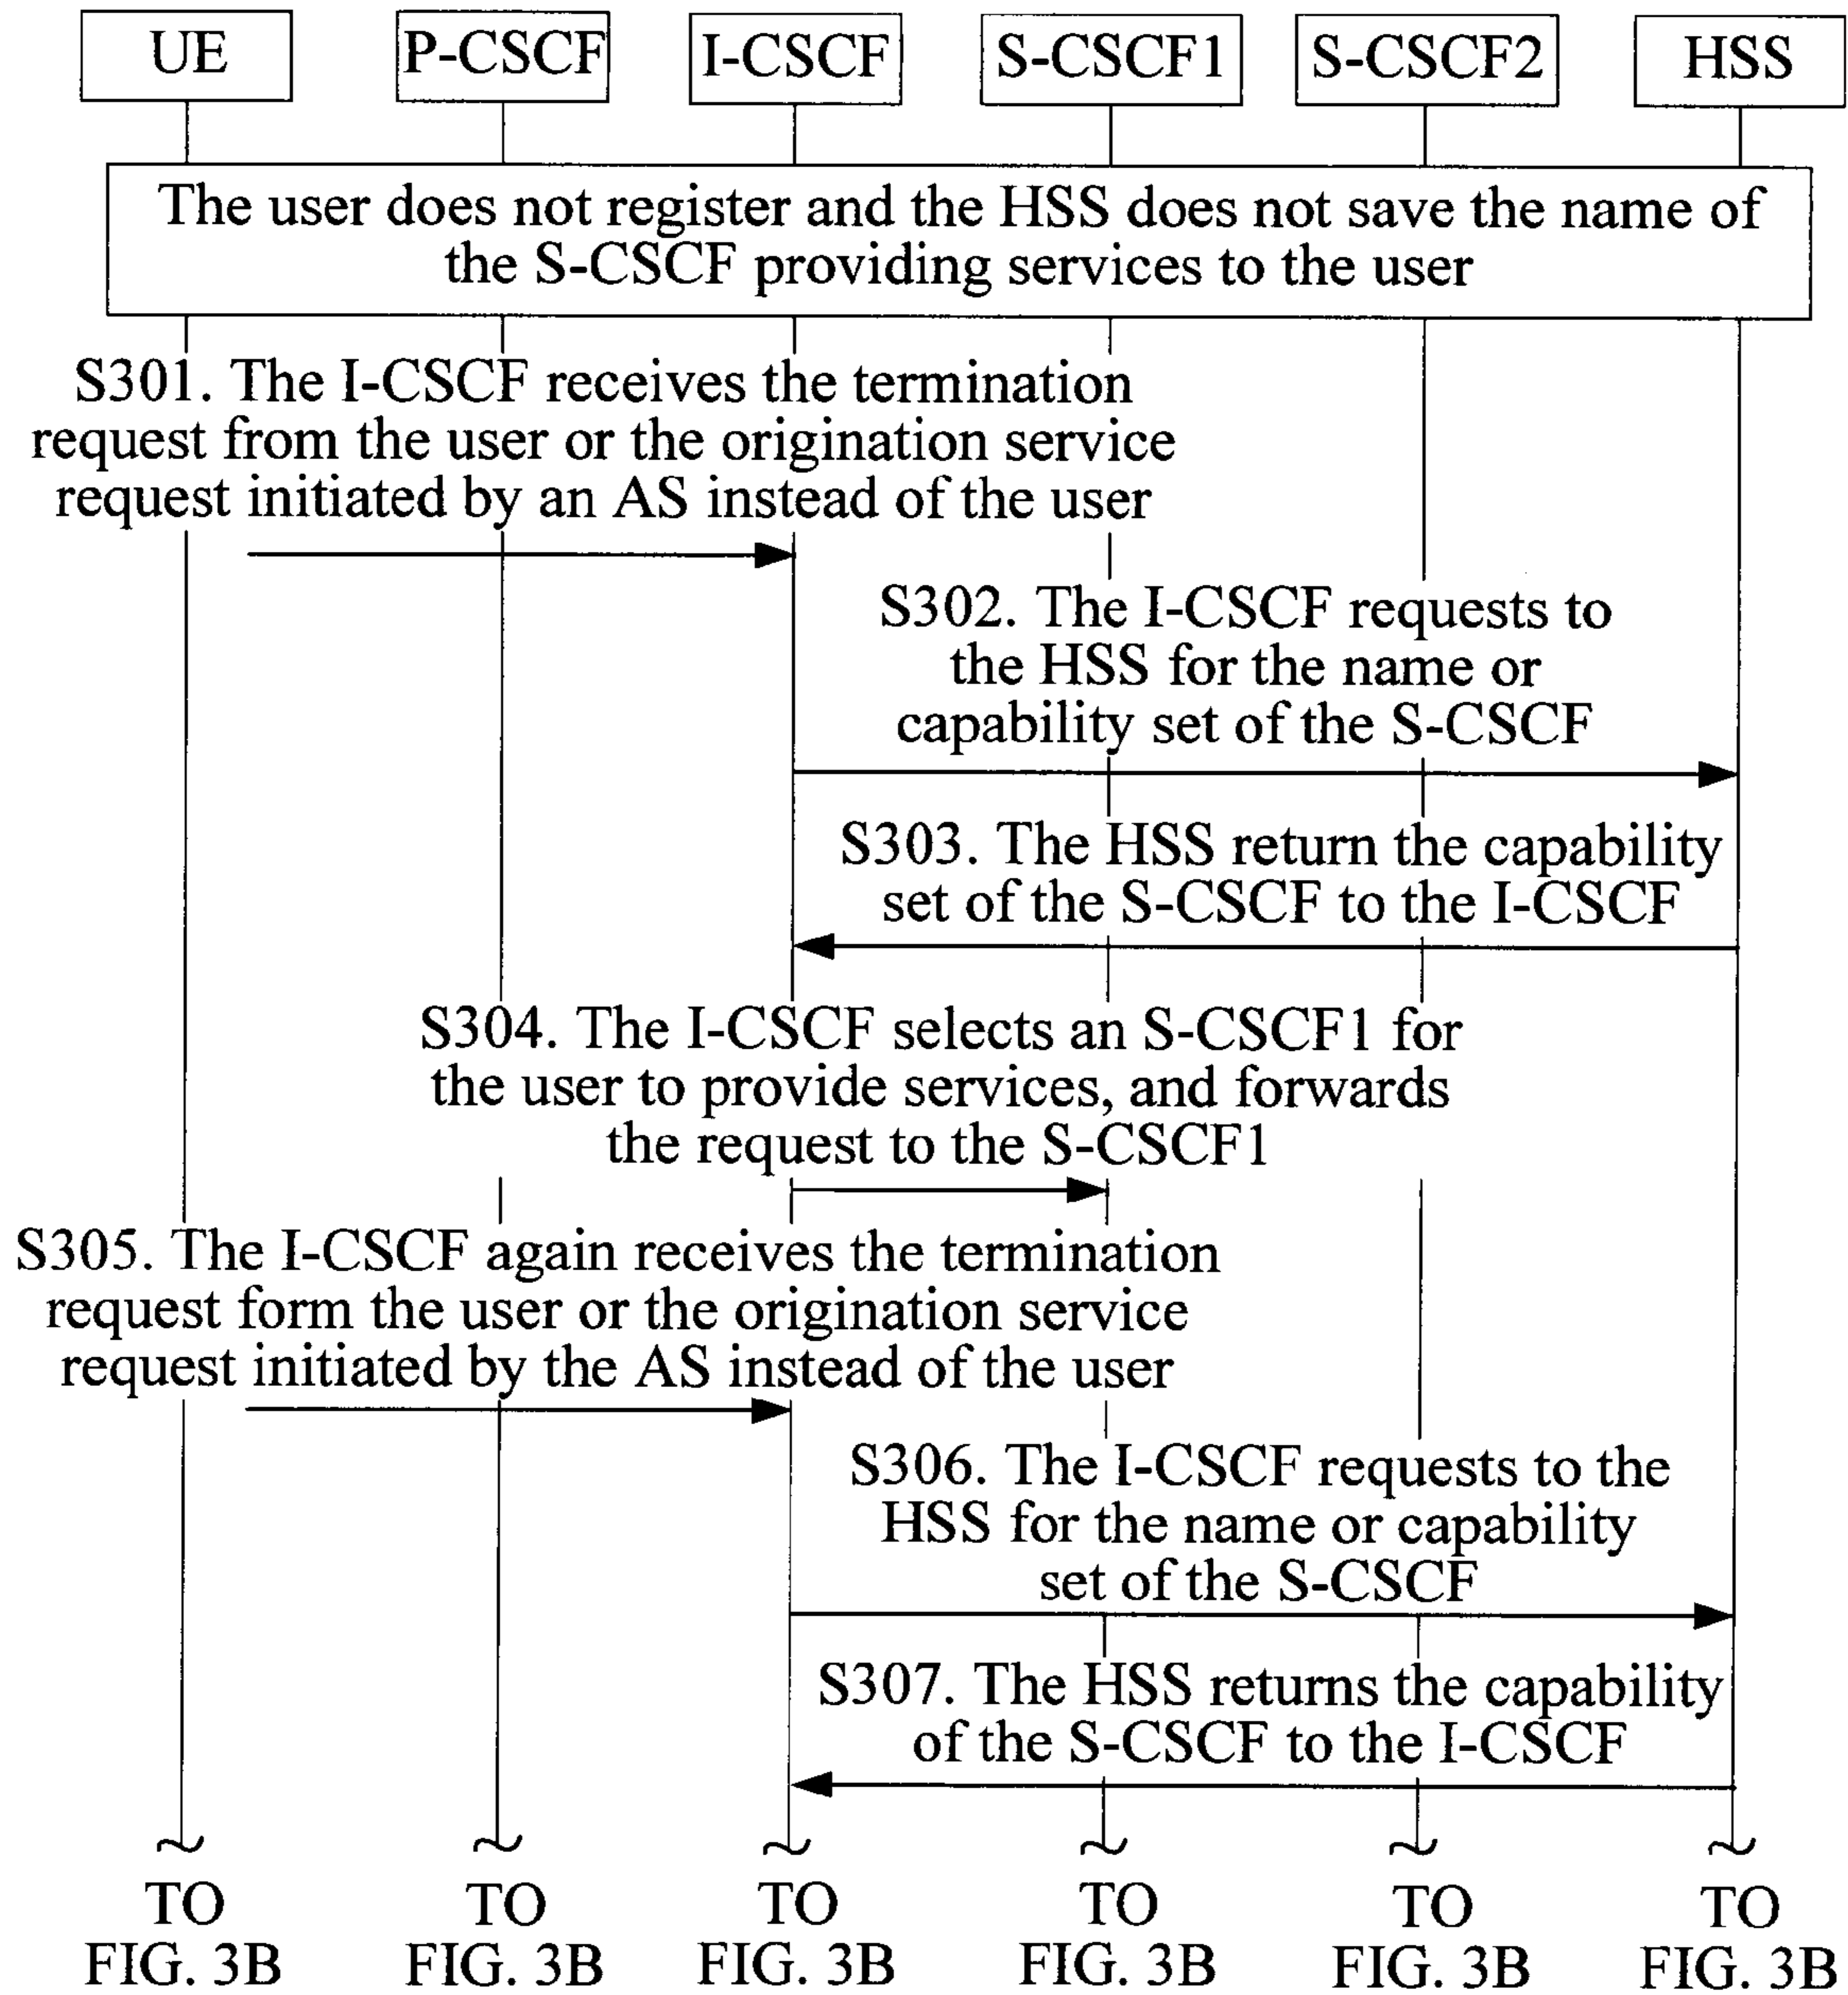 UE
P-CSCF
I-CSCF
S-CSCF1
S-CSCF2
HSS
The user does not register and the HSS does not save the name of
the S-CSCF providing services to the user
S301. The I-CSCF receives the termination
request from the user or the origination service
request initiated by an AS instead of the user
S302. The I-CSCF requests to
the HSS for the name or
capability set of the S-CSCF
S303. The HSS return the capability
set of the S-CSCF to the I-CSCF
S304. The I-CSCF selects an S-CSCF1 for
the user to provide services, and forwards
the request to the S-CSCF1
S305. The I-CSCF again receives the termination
request form the user or the origination service
request initiated by the AS instead of the user
S306. The I-CSCF requests to the
HSS for the name or capability
set of the S-CSCF
S307. The HSS returns the capability
of the S-CSCF to the I-CSCF
TO
FIG. 3B
TO
FIG. 3B
TO
FIG. 3B
TO
FIG. 3B
TO
FIG. 3B
TO
FIG. 3B